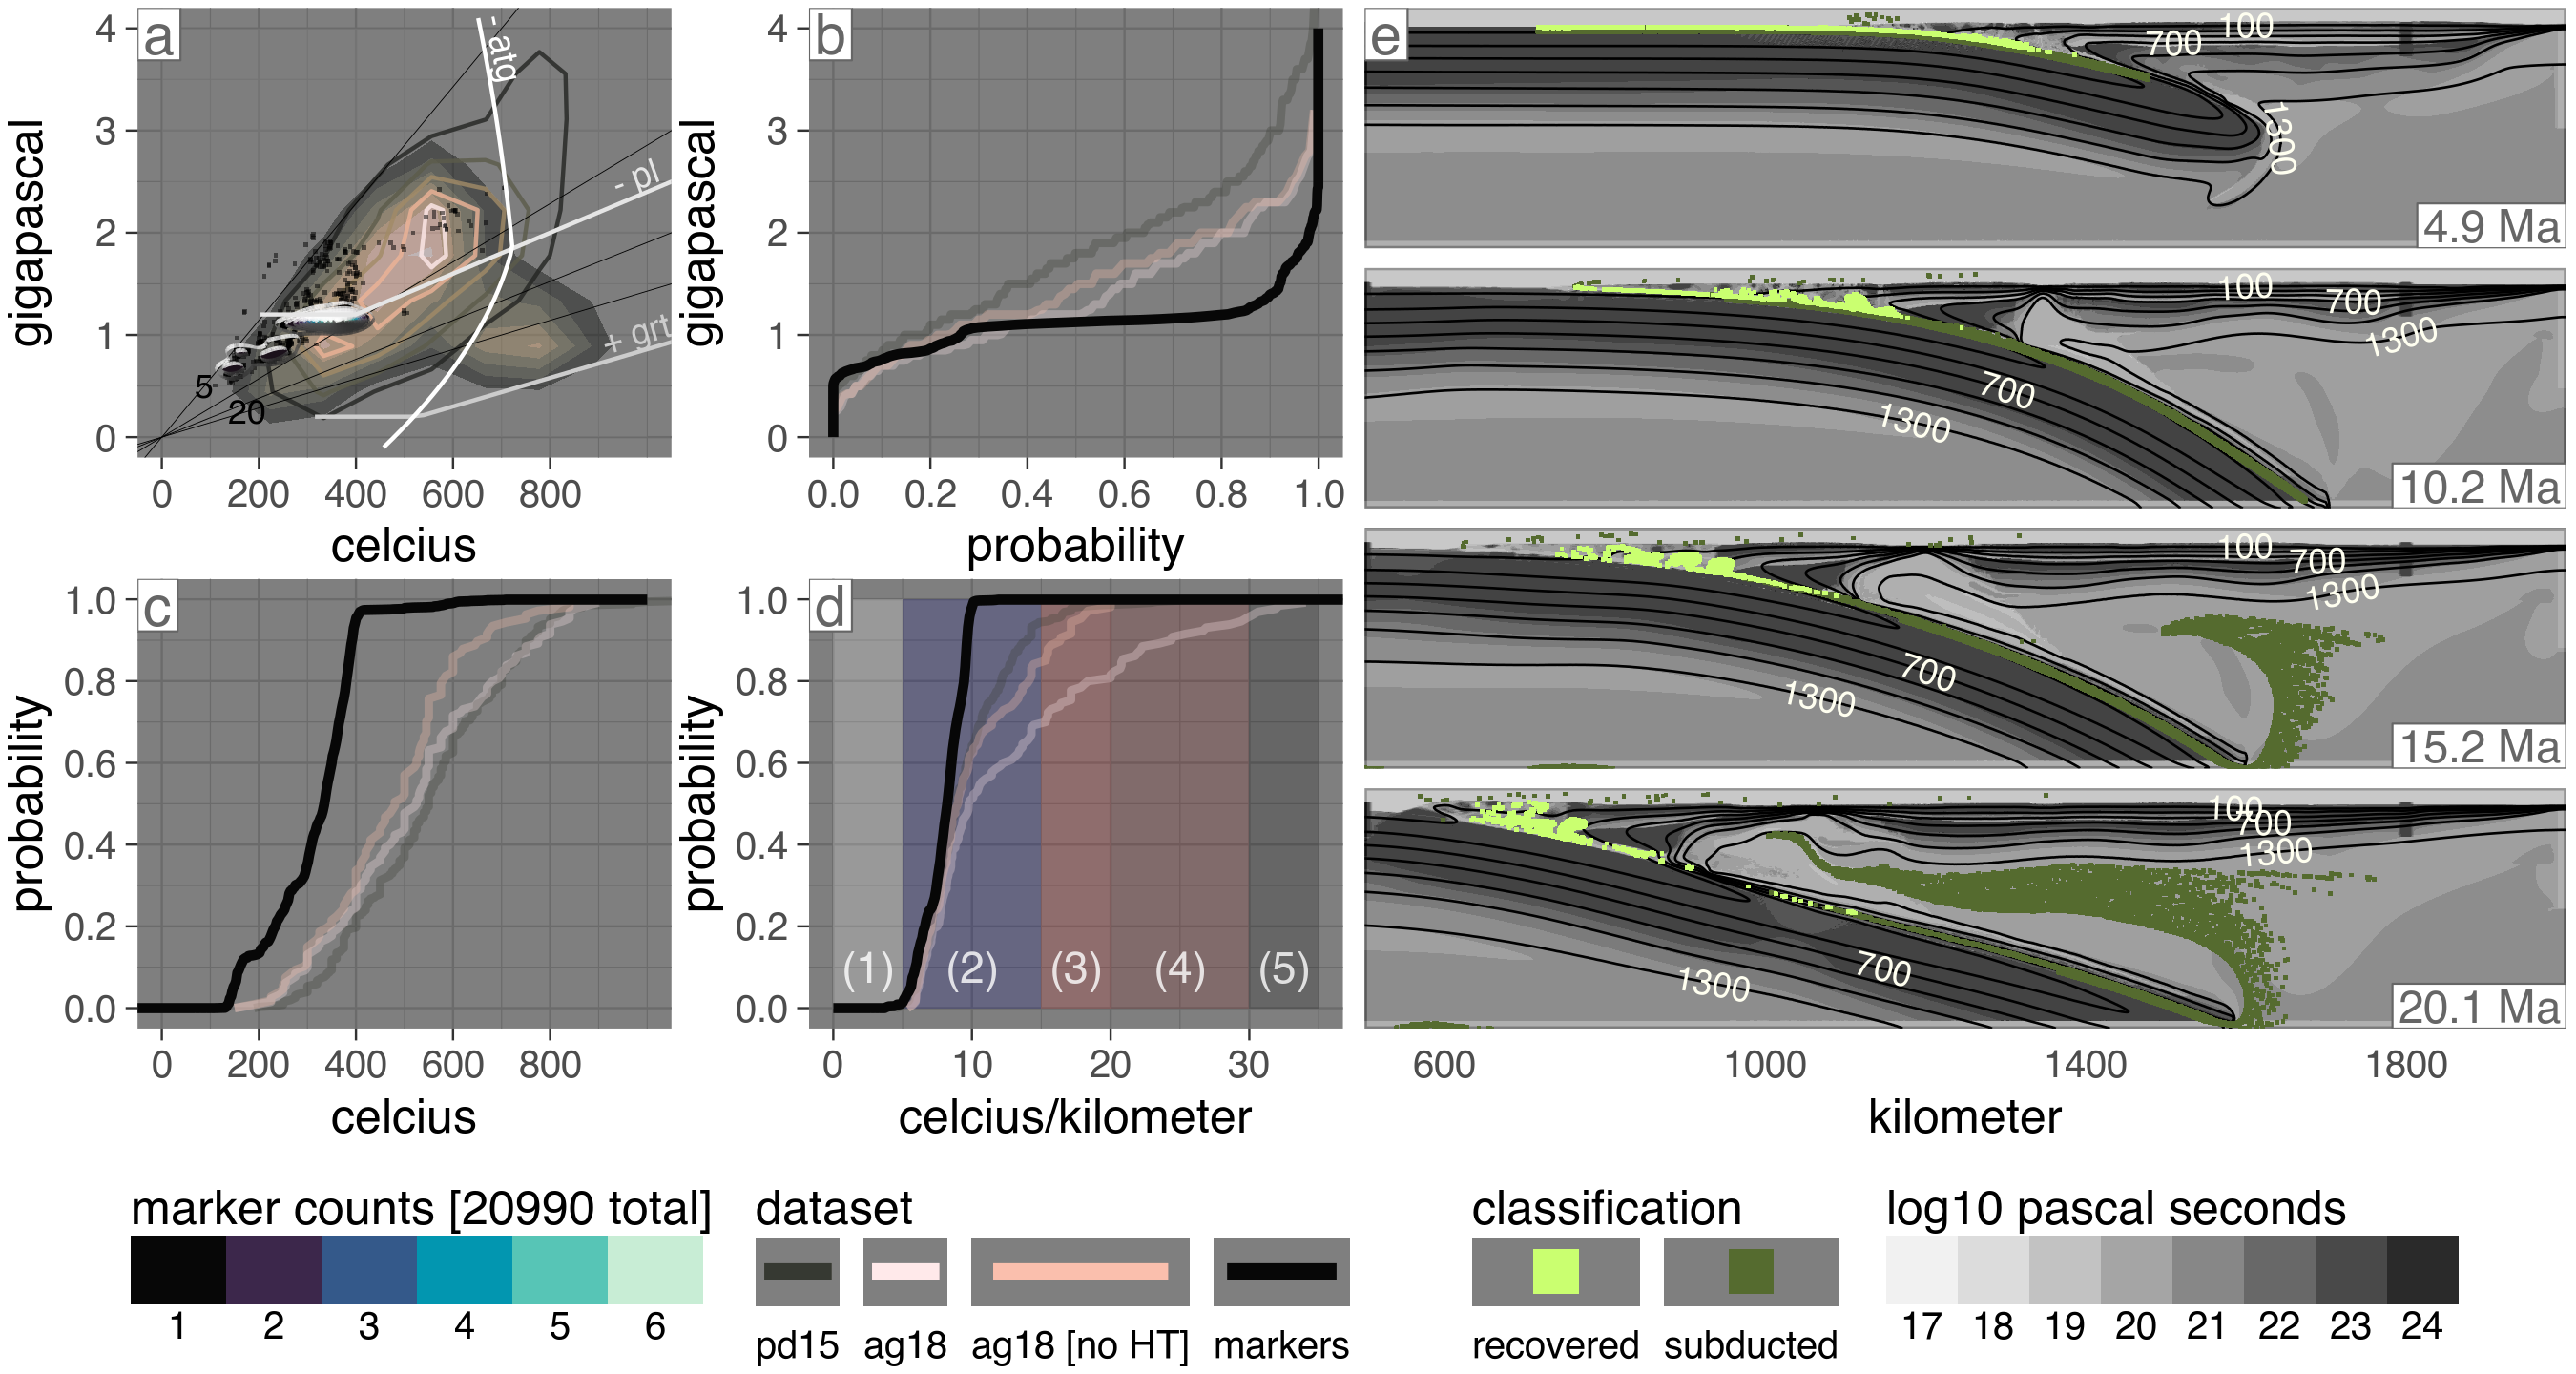 a
gigapascal
4
3
2
1
0
- atg
- pl
+ grt
5
20
0
200
400
600
800
celcius
b
gigapascal
4
3
2
1
0
0.0
0.2
0.4
0.6
0.8
1.0
probability
c
probability
1.0
0.8
0.6
0.4
0.2
0.0
0
200
400
600
800
celcius
d
probability
1.0
0.8
0.6
0.4
0.2
0.0
(1)
(2)
(3)
(4)
(5)
0
10
20
30
celcius/kilometer
e
100
700
1300
4.9 Ma
100
700
1300
700
1300
10.2 Ma
100
700
1300
700
1300
15.2 Ma
100
700
1300
700
1300
20.1 Ma
600
1000
1400
1800
kilometer
marker counts [20990 total]
1
2
3
4
5
6
dataset
pd15
ag18
ag18 [no HT]
markers
classification
recovered
subducted
log10 pascal seconds
17
18
19
20
21
22
23
24